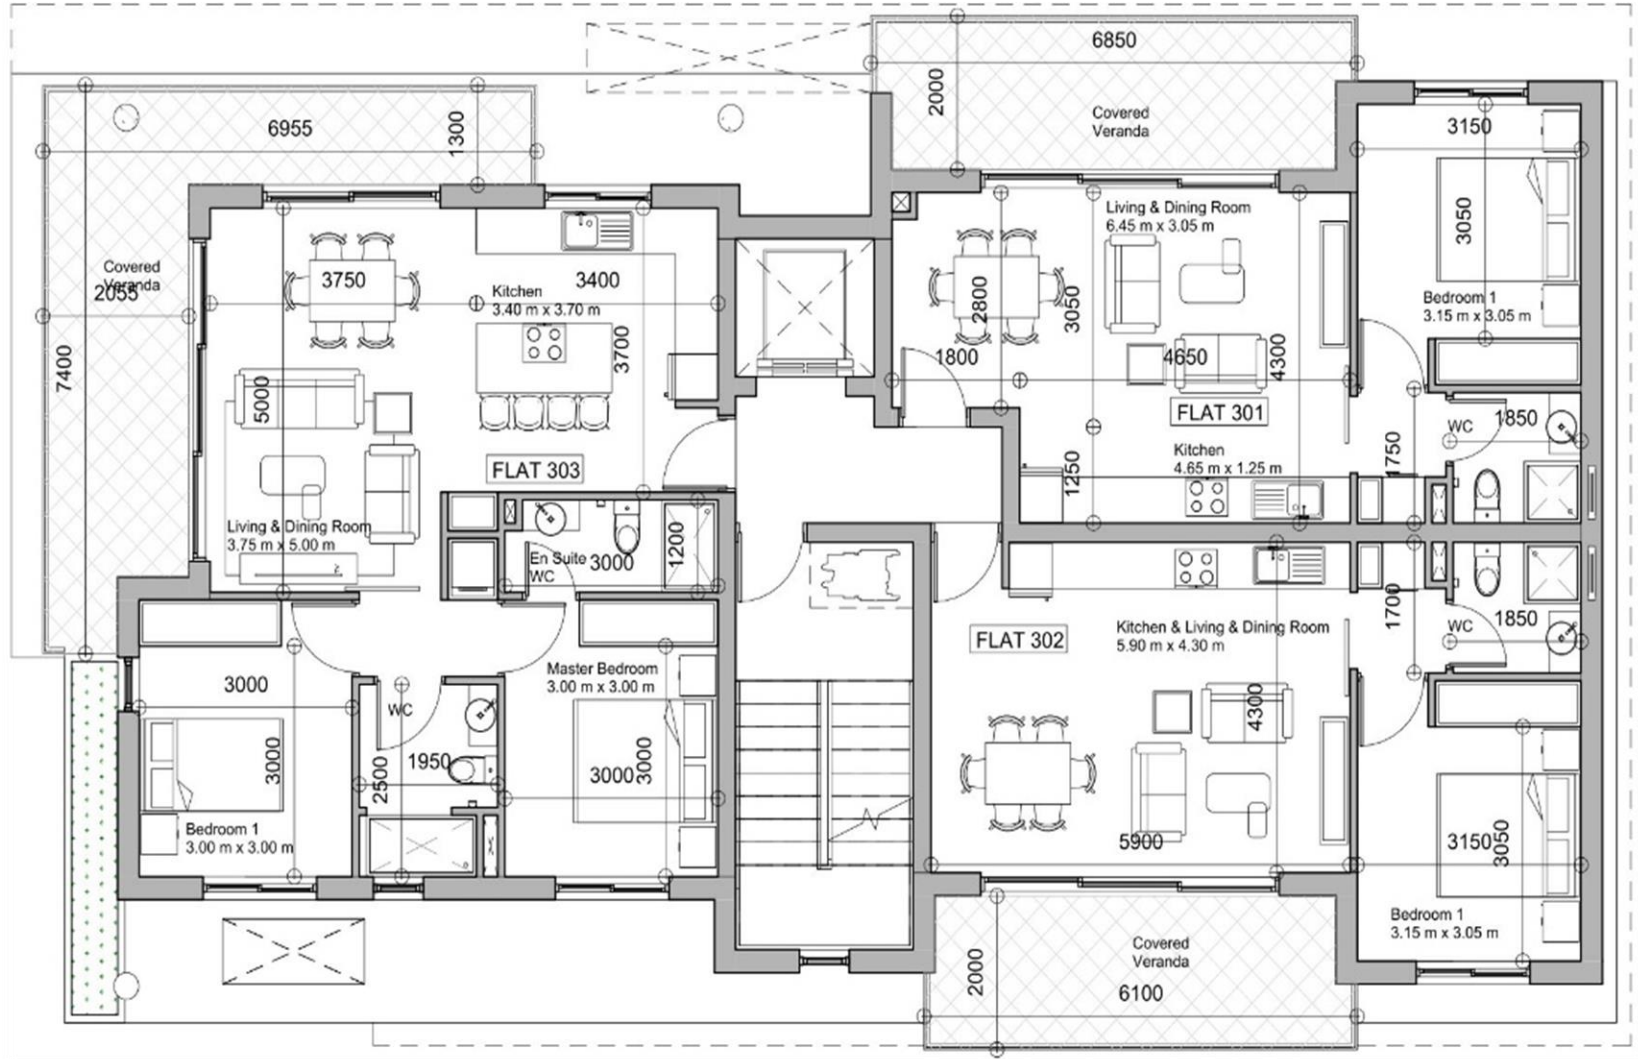 6850
2000
Covered
Veranda
6955
1300
Covered
Veranda
2055
7400
3750
3400
Kitchen
3.40 m x 3.70 m
3700
5000
FLAT 303
Living & Dining Room
3.75 m x 5.00 m
En Suite
WC
3000
1200
3000
3000
Bedroom 1
3.00 m x 3.00 m
WC
1950
2500
Master Bedroom
3.00 m x 3.00 m
3000
3000
Living & Dining Room
6.45 m x 3.05 m
2800
3050
1800
4650
4300
FLAT 301
Kitchen
4.65 m x 1.25 m
1250
3150
3050
Bedroom 1
3.15 m x 3.05 m
WC
1850
1750
1700
WC
1850
FLAT 302
Kitchen & Living & Dining Room
5.90 m x 4.30 m
4300
5900
3150
3050
Bedroom 1
3.15 m x 3.05 m
2000
Covered
Veranda
6100